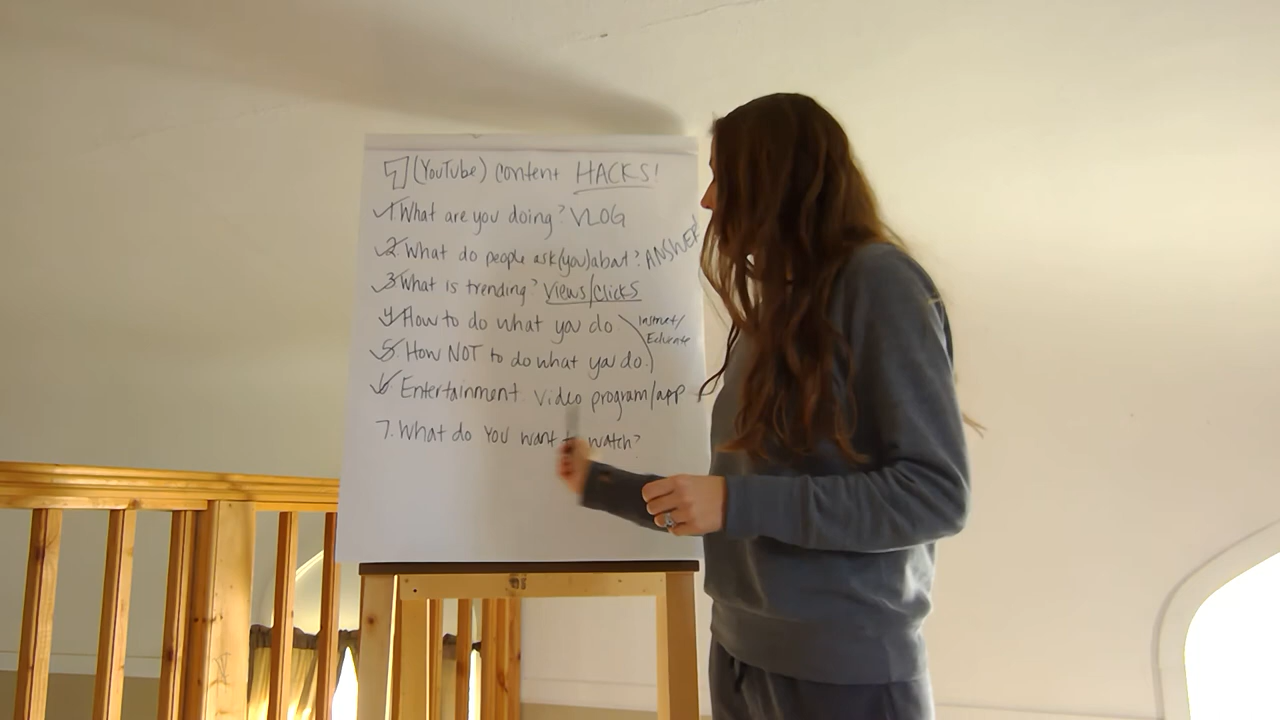 7 (YouTube) content HACKS!
1. What are you doing? VLOG
2. What do people ask (you) about? ANSWER!
3. What is trending? Views/Clicks
4. How to do what you do
Instruct/
Educate
5. How NOT to do what you do.
6. Entertainment. Video program/app
7. What do You want to watch?